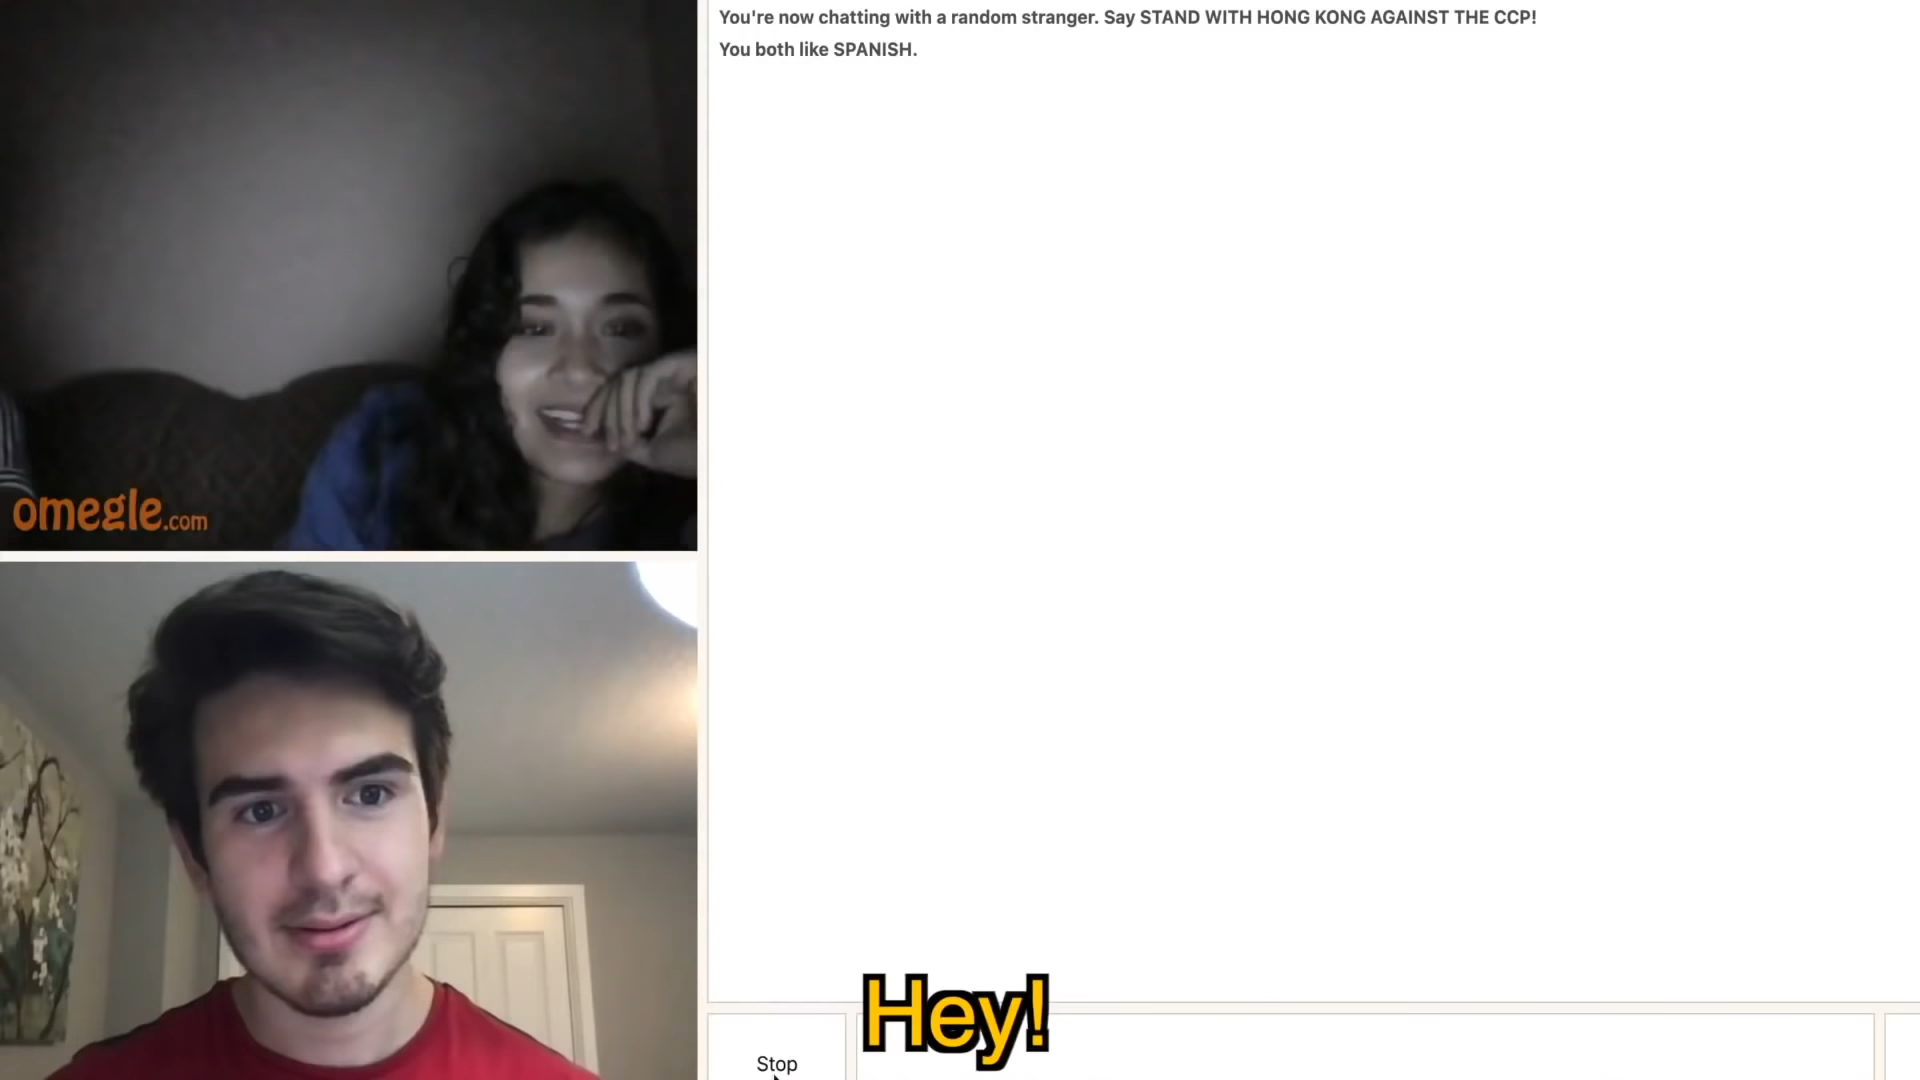 You're now chatting with a random stranger. Say STAND WITH HONG KONG AGAINST THE CCP!
You both like SPANISH.
omegle.com
Hey!
Stop